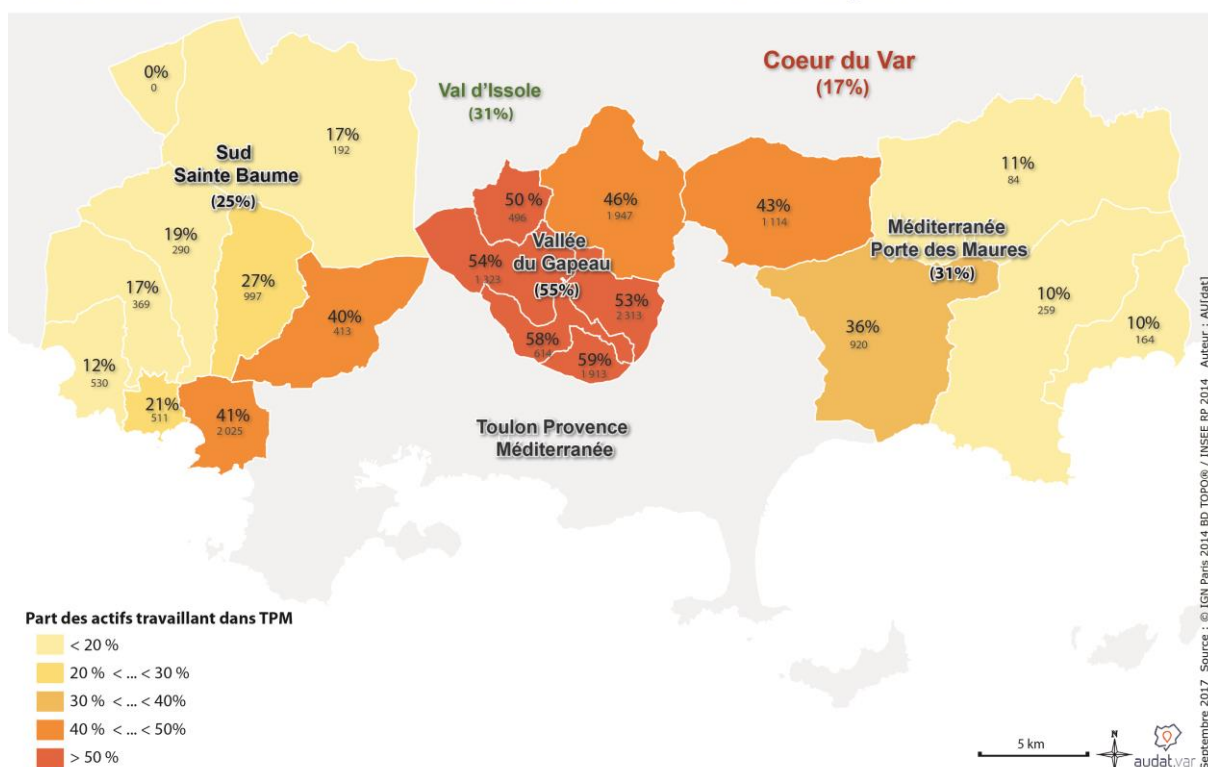 Coeur du Var
(17%)
Val d'Issole
(31%)
0%
0
17%
192
Sud
Sainte Baume
(25%)
19%
290
17%
369
27%
997
40%
413
12%
530
21%
511
41%
2 025
50 %
496
46%
1 947
Vallée
du Gapeau
(55%)
54%
1 323
53%
2 313
58%
614
59%
1 913
43%
1 114
11%
84
Méditerranée
Porte des Maures
(31%)
36%
920
10%
259
10%
164
Toulon Provence
Méditerranée
Part des actifs travaillant dans TPM
< 20 %
20 % < ... < 30 %
30 % < ... < 40%
40 % < ... < 50%
> 50 %
5 km
N
audat.var
Septembre 2017 Source : © IGN Paris 2014 BD TOPO® / INSEE RP 2014 Auteur : AU[dat]